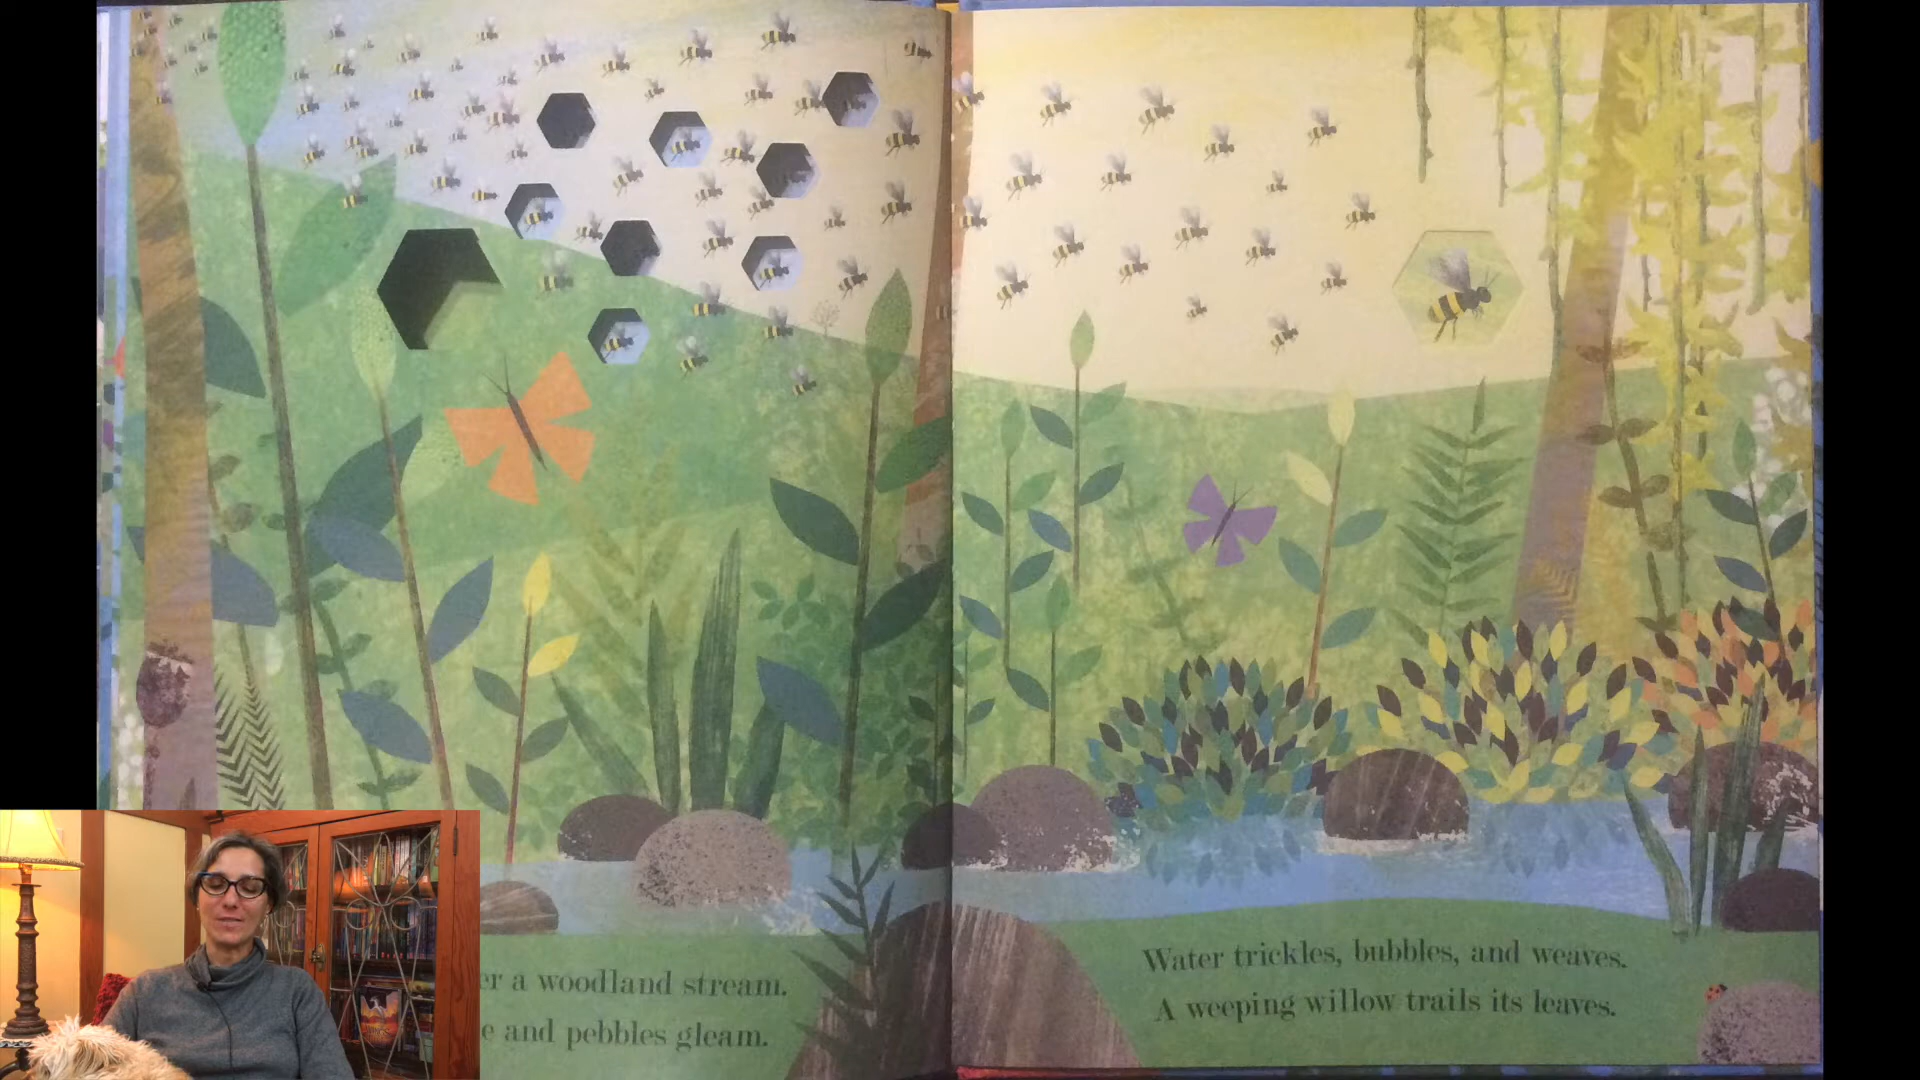 a woodland stream.
and pebbles gleam.
Water trickles, bubbles, and weaves.
A weeping willow trails its leaves.